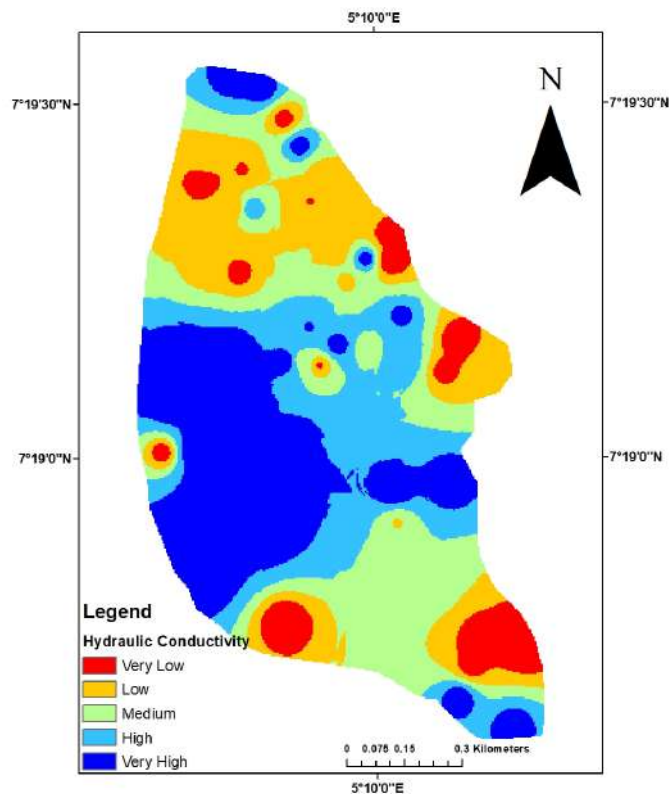 5°10'0"E
N
7°19'30"N
7°19'30"N
7°19'0"N
7°19'0"N
Legend
Hydraulic Conductivity
Very Low
Low
Medium
High
Very High
0 0.075 0.15 0.3 Kilometers
5°10'0"E